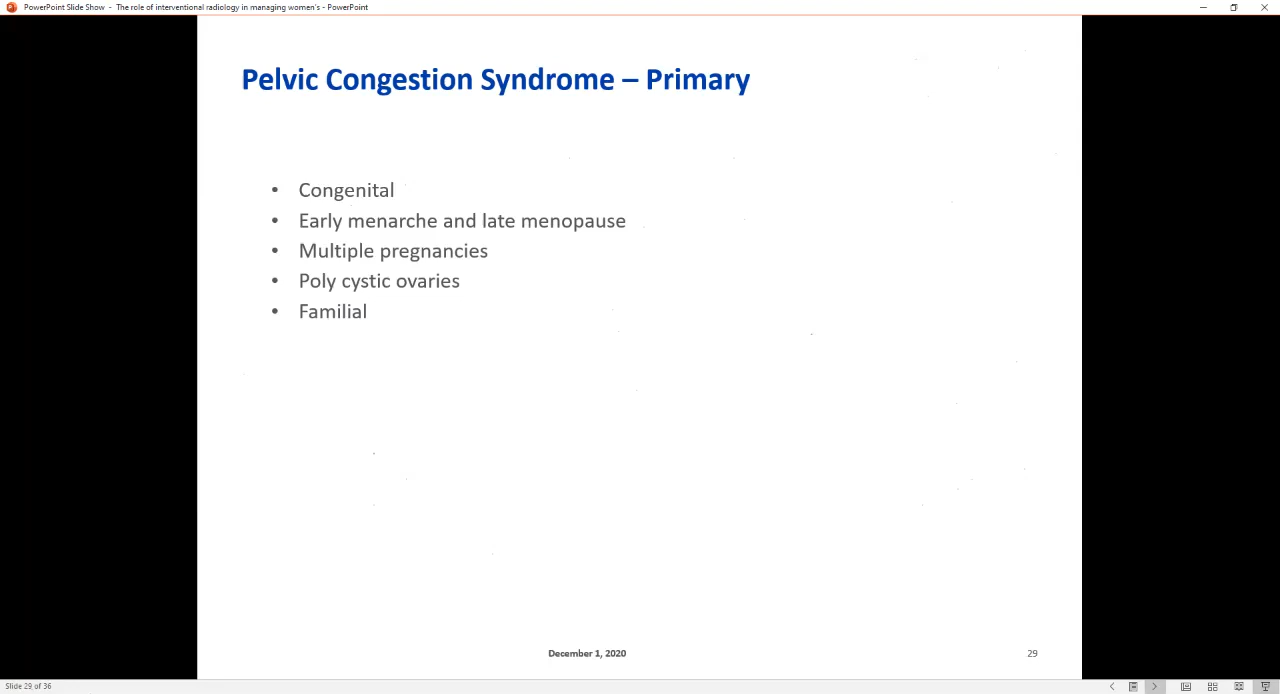 PowerPoint Slide Show - The role of interventional radiology in managing women's - PowerPoint
Pelvic Congestion Syndrome – Primary
• Congenital
• Early menarche and late menopause
• Multiple pregnancies
• Poly cystic ovaries
• Familial
December 1, 2020
29
Slide 29 of 36